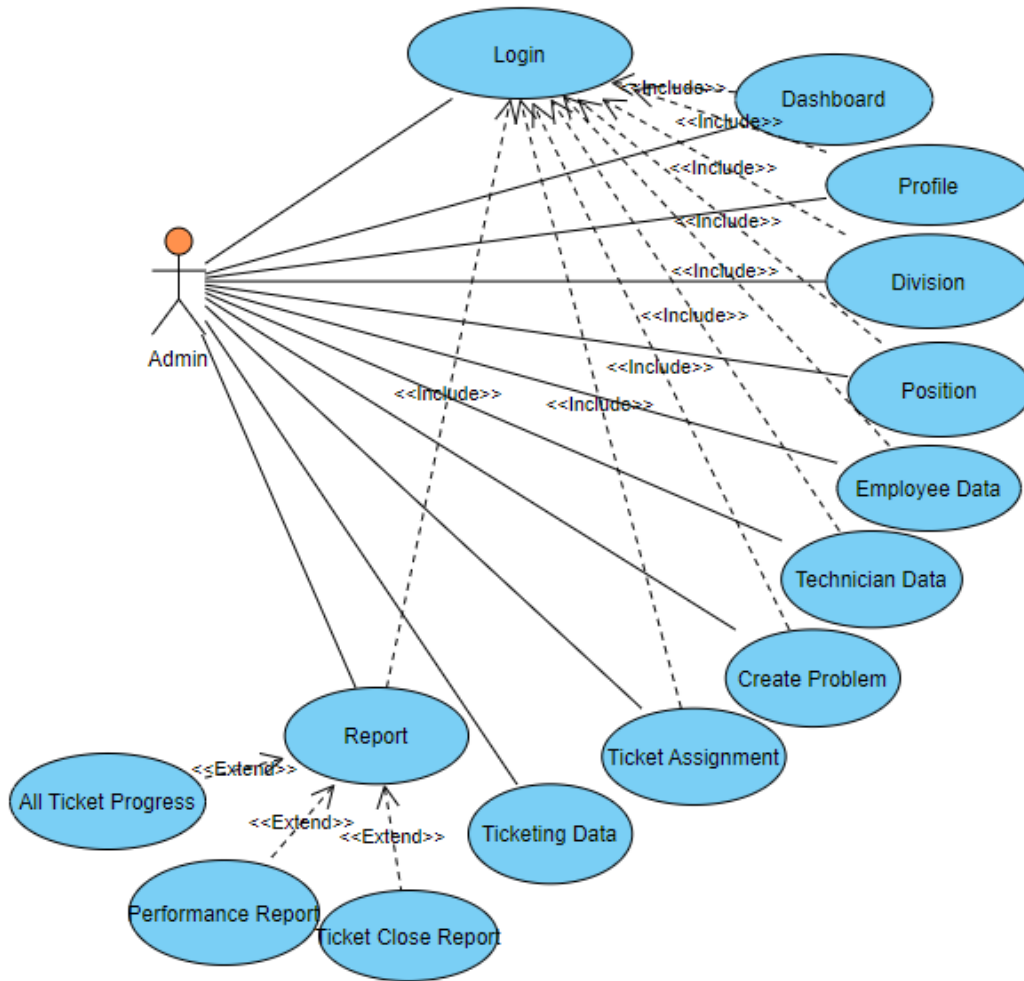 Login
<<Include>>
Dashboard
<<Include>>
<<Include>>
Profile
<<Include>>
<<Include>>
Division
<<Include>>
Admin
<<Include>>
Position
<<Include>>
<<Include>>
Employee Data
Technician Data
Create Problem
Report
Ticket Assignment
<<Extend>>
All Ticket Progress
<<Extend>>
<<Extend>>
Ticketing Data
Performance Report
Ticket Close Report